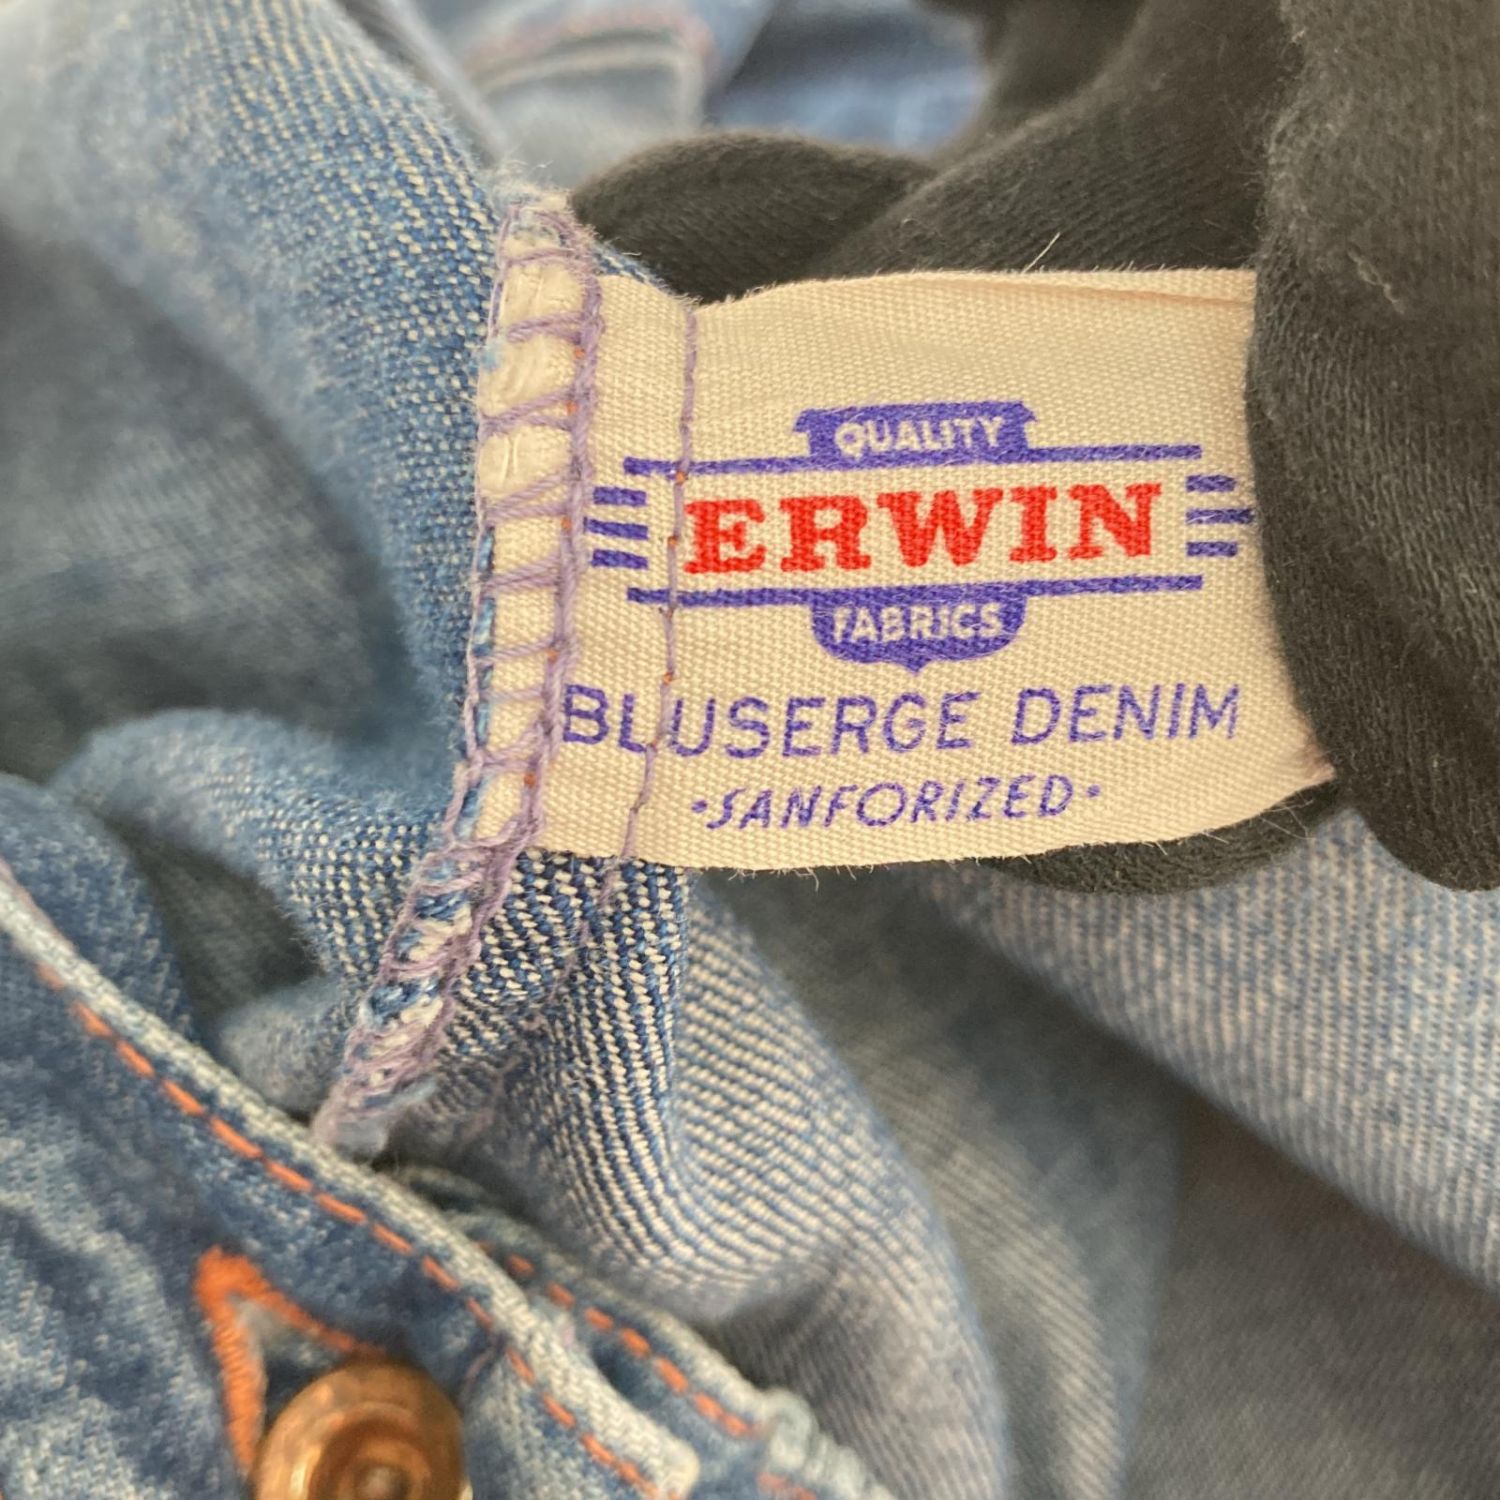 QUALITY
ERWIN
FABRICS
BLUSERGE DENIM
•SANFORIZED•